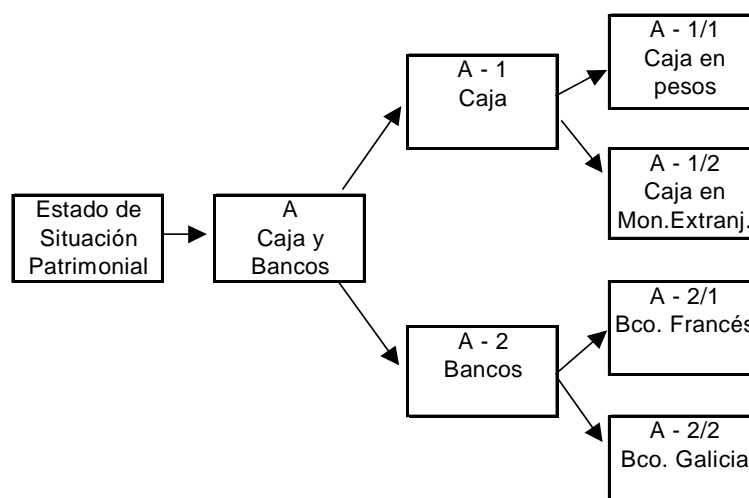 Estado de
Situación
Patrimonial
A
Caja y
Bancos
A - 1
Caja
A - 2
Bancos
A - 1/1
Caja en
pesos
A - 1/2
Caja en
Mon.Extranj.
A - 2/1
Bco. Francés
A - 2/2
Bco. Galicia